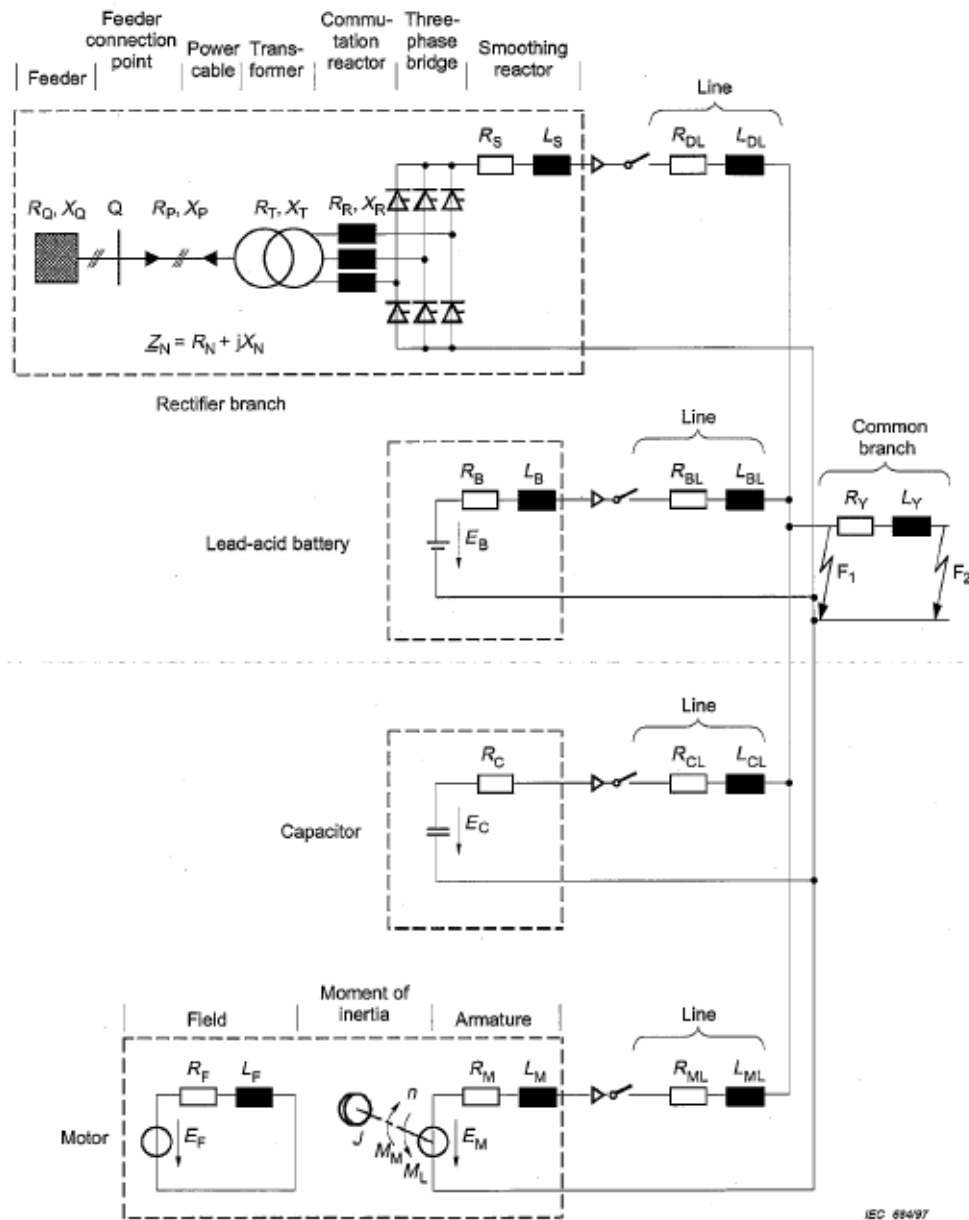 Feeder
Feeder connection point
Power cable
Trans-former
Commu-tation reactor
Three-phase bridge
Smoothing reactor
Line
R_S L_S R_DL L_DL
R_Q, X_Q Q R_P, X_P R_T, X_T R_R, X_R
Z_N = R_N + jX_N
Rectifier branch
Line
Common branch
R_B L_B R_BL L_BL
R_Y L_Y
Lead-acid battery
E_B
F_1 F_2
Line
R_C R_CL L_CL
Capacitor
E_C
Field
Moment of inertia
Armature
Line
R_F L_F R_M L_M R_ML L_ML
Motor
E_F J n M_M M_L E_M
IEC 684/97